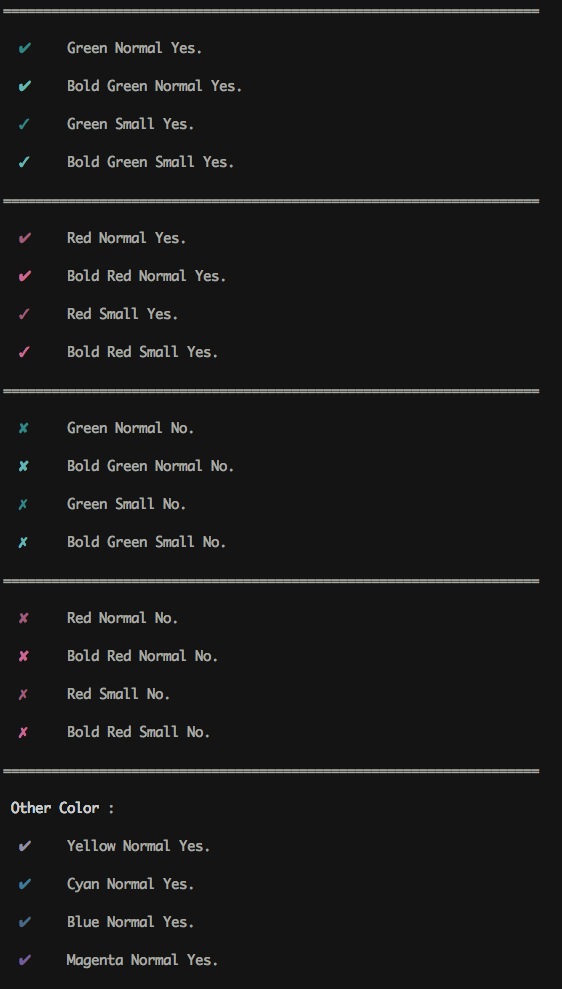 ✔ Green Normal Yes.
✔ Bold Green Normal Yes.
✓ Green Small Yes.
✓ Bold Green Small Yes.
✔ Red Normal Yes.
✔ Bold Red Normal Yes.
✓ Red Small Yes.
✓ Bold Red Small Yes.
✘ Green Normal No.
✘ Bold Green Normal No.
✗ Green Small No.
✗ Bold Green Small No.
✘ Red Normal No.
✘ Bold Red Normal No.
✗ Red Small No.
✗ Bold Red Small No.
Other Color :
✔ Yellow Normal Yes.
✔ Cyan Normal Yes.
✔ Blue Normal Yes.
✔ Magenta Normal Yes.